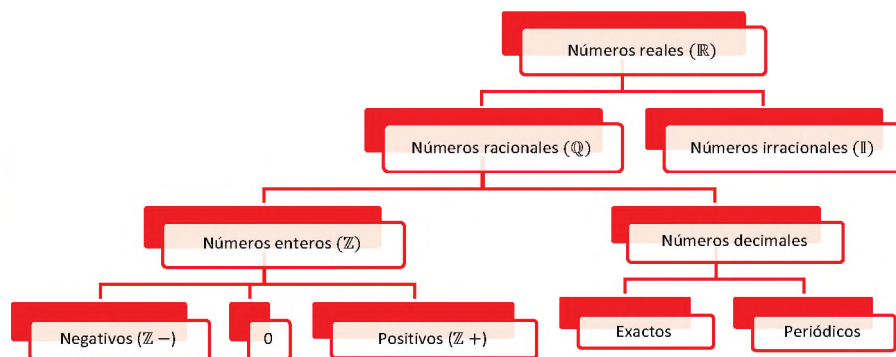 Números reales (ℝ)
Números racionales (ℚ)
Números irracionales (𝕀)
Números enteros (ℤ)
Números decimales
Negativos (ℤ −)
0
Positivos (ℤ +)
Exactos
Periódicos